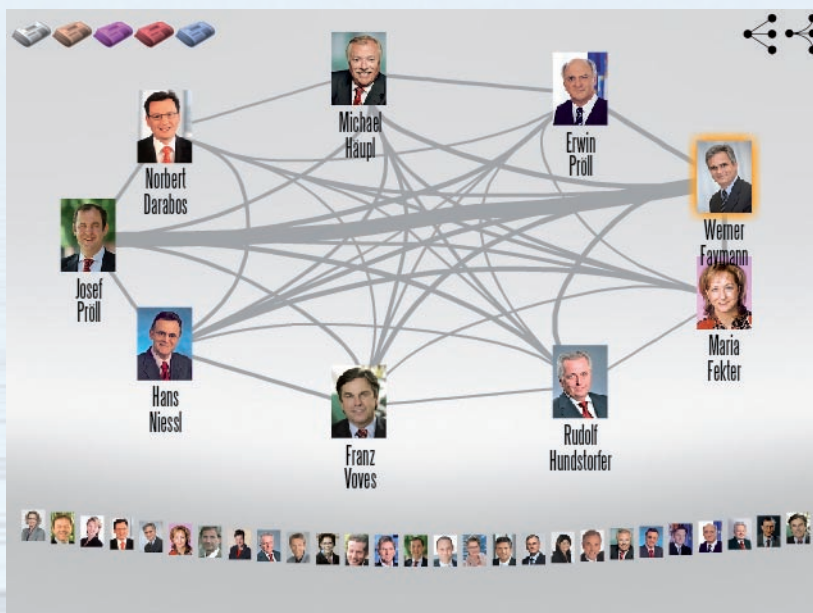 Michael
Häupl
Erwin
Pröll
Norbert
Darabos
Werner
Faymann
Josef
Pröll
Maria
Fekter
Hans
Niessl
Franz
Voves
Rudolf
Hundstorfer